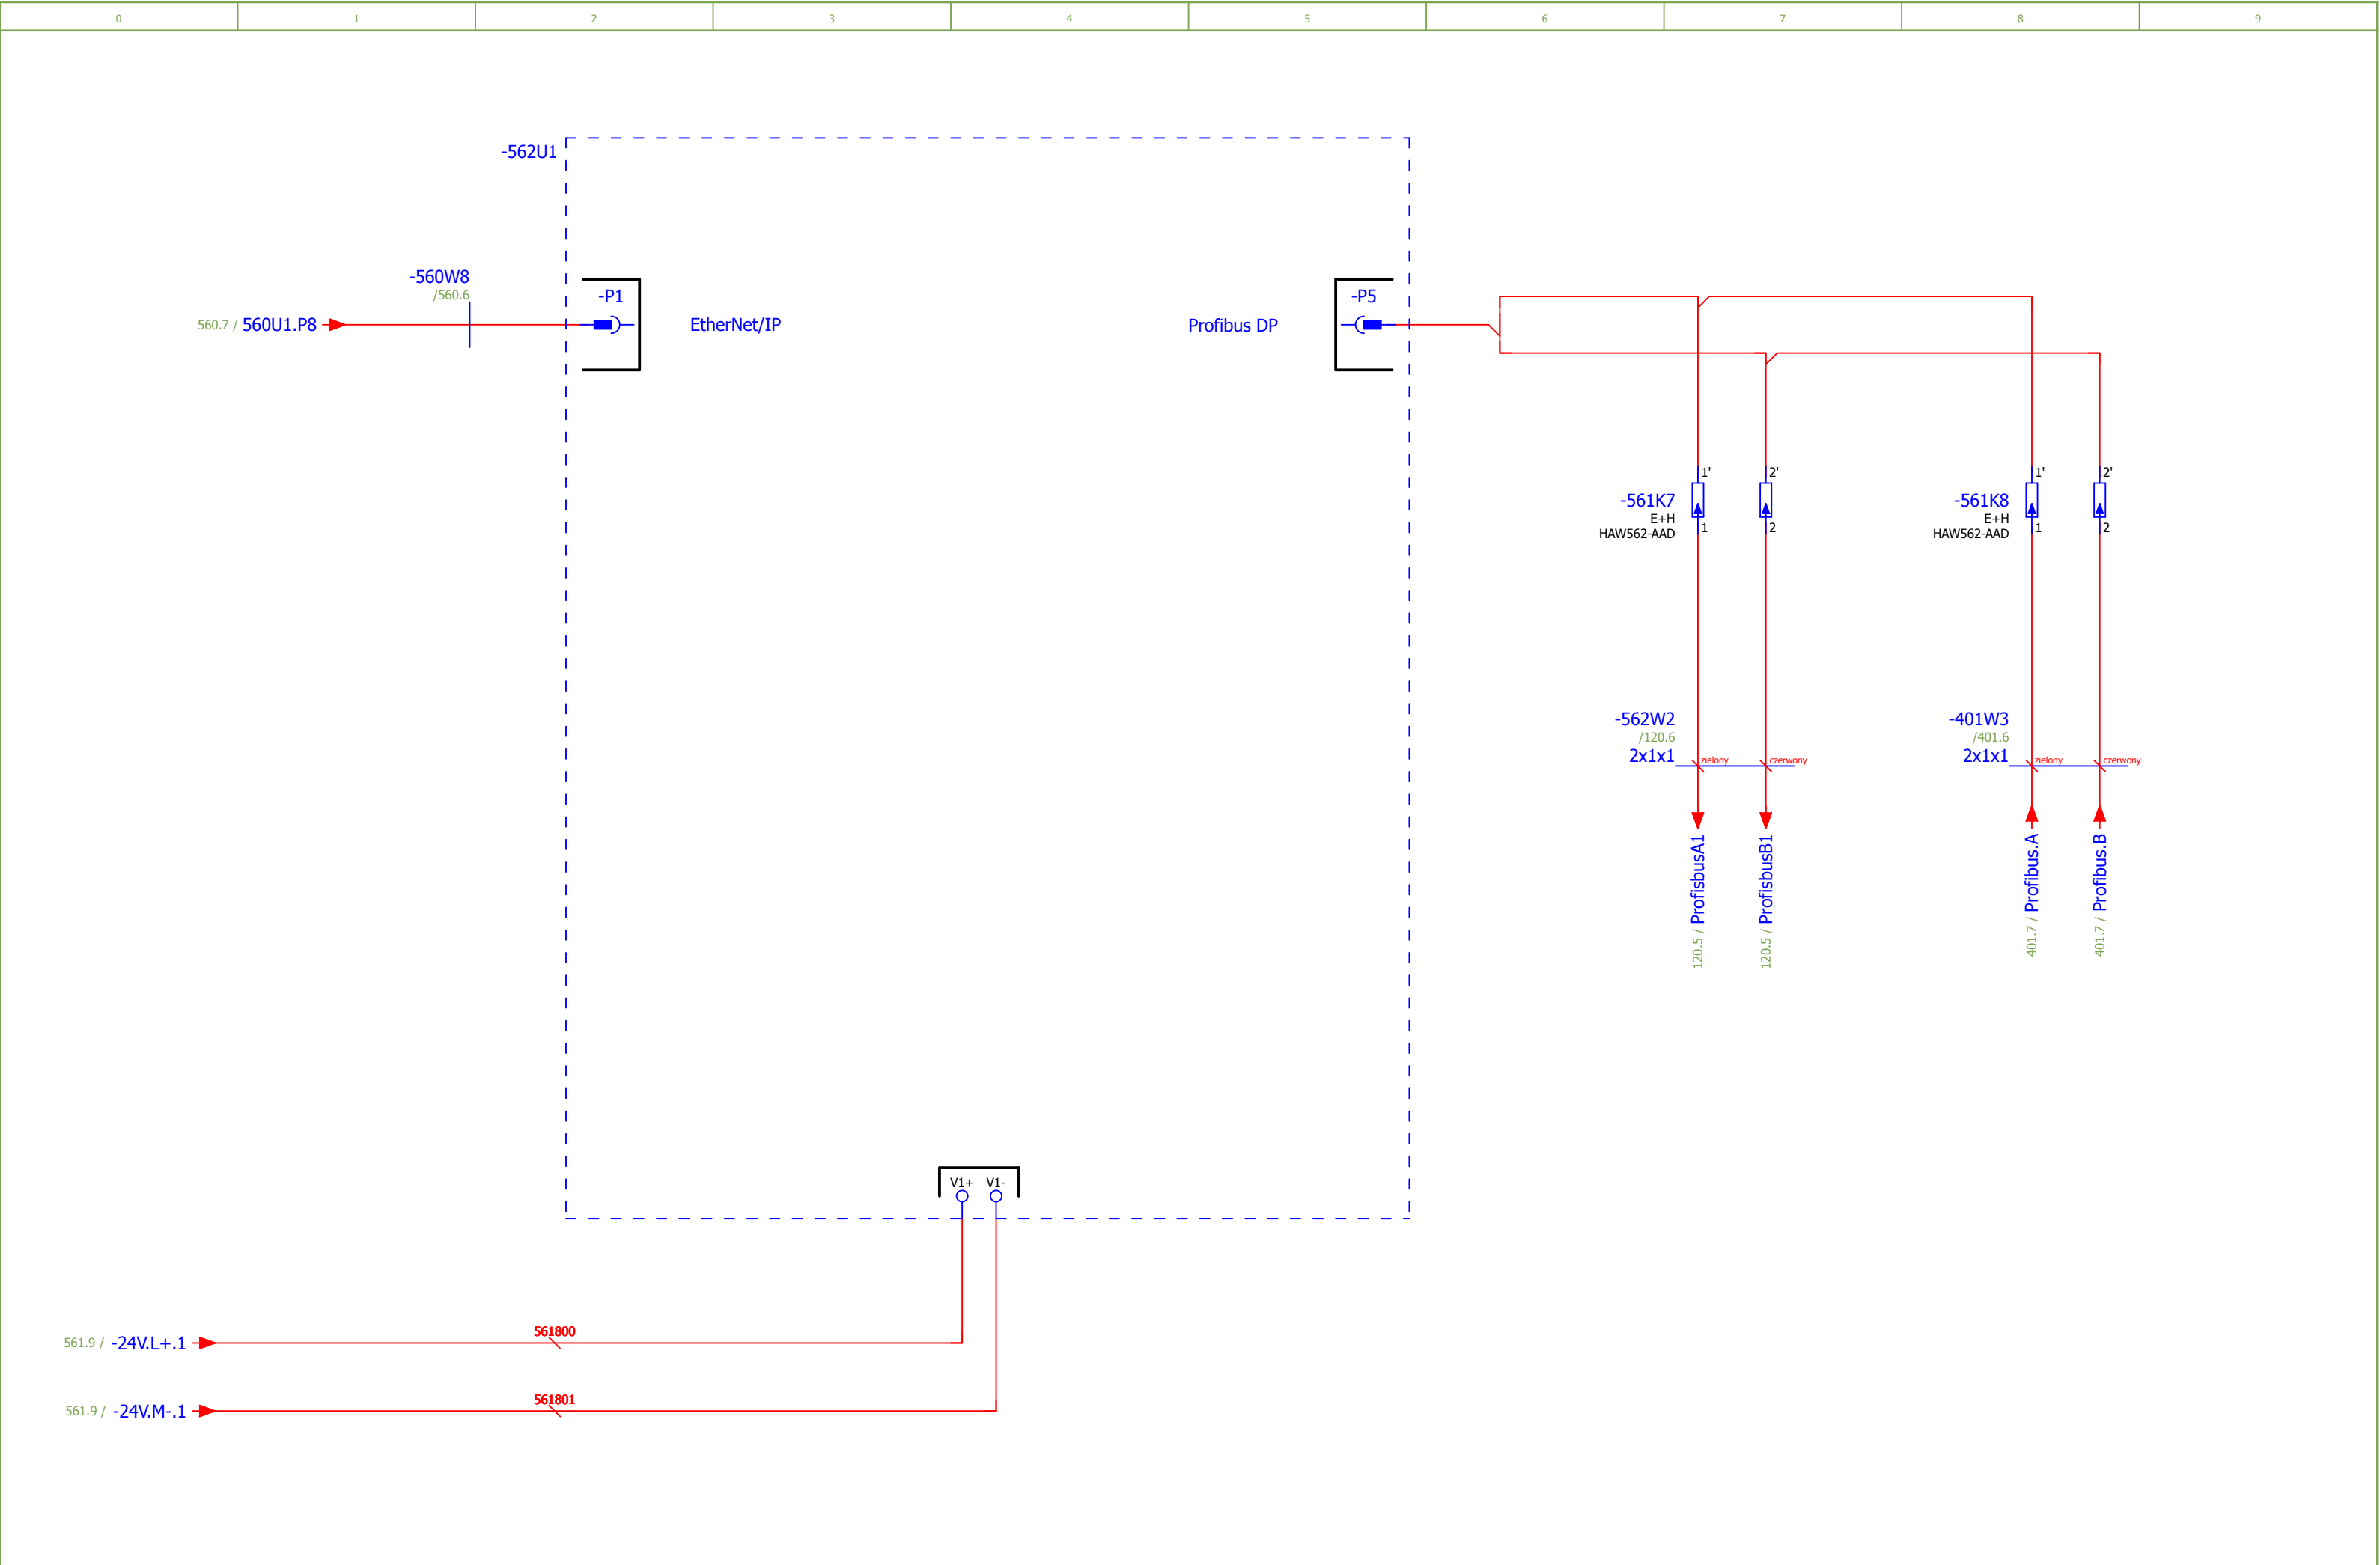 0 1 2 3 4 5 6 7 8 9
-562U1
-560W8
/560.6
560.7 / 560U1.P8
-P1
EtherNet/IP
Profibus DP
-P5
-561K7
E+H
HAW562-AAD
1'
1
2'
2
-561K8
E+H
HAW562-AAD
1'
1
2'
2
-562W2
/120.6
2x1x1
zielony
czerwony
-401W3
/401.6
2x1x1
zielony
czerwony
120.5 / ProfisbusA1
120.5 / ProfisbusB1
401.7 / Profibus.A
401.7 / Profibus.B
V1+ V1-
561800
561.9 / -24V.L+.1
561801
561.9 / -24V.M-.1